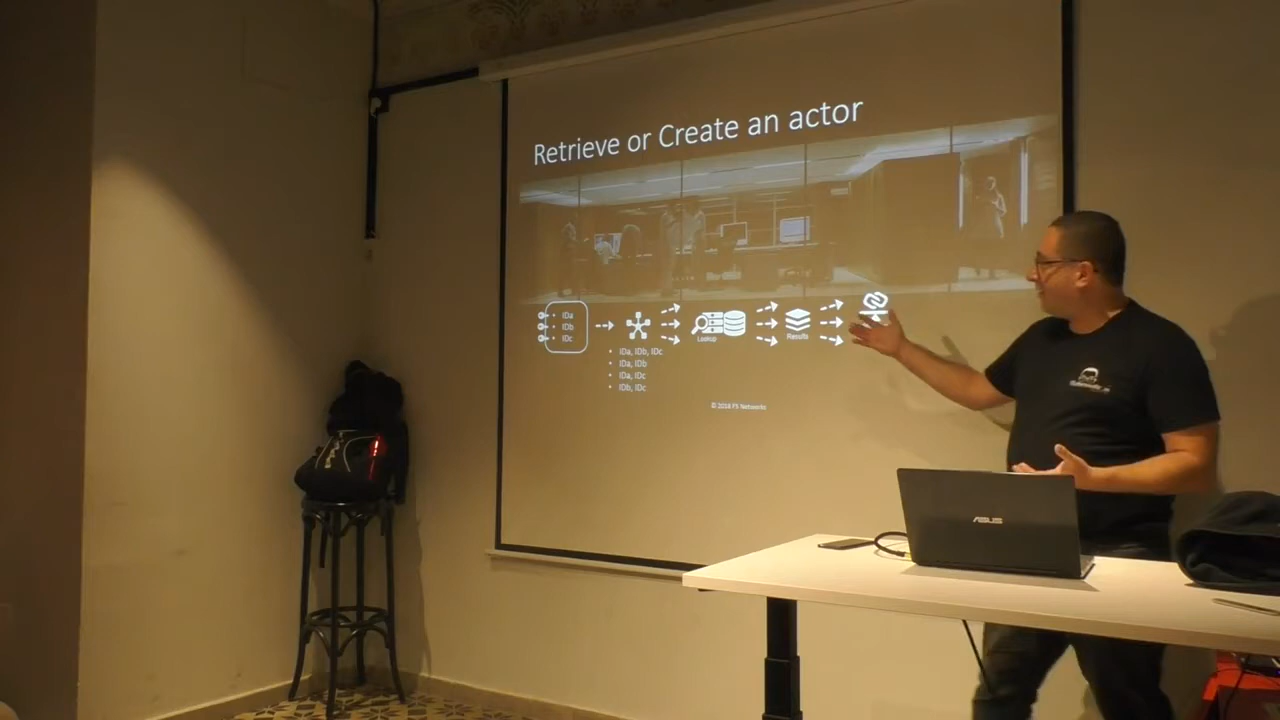 Retrieve or Create an actor
IDa
IDb
IDc
Lookup
Results
IDa, IDb, IDc
IDa, IDb
IDa, IDc
IDb, IDc
© 2018 F5 Networks
ASUS